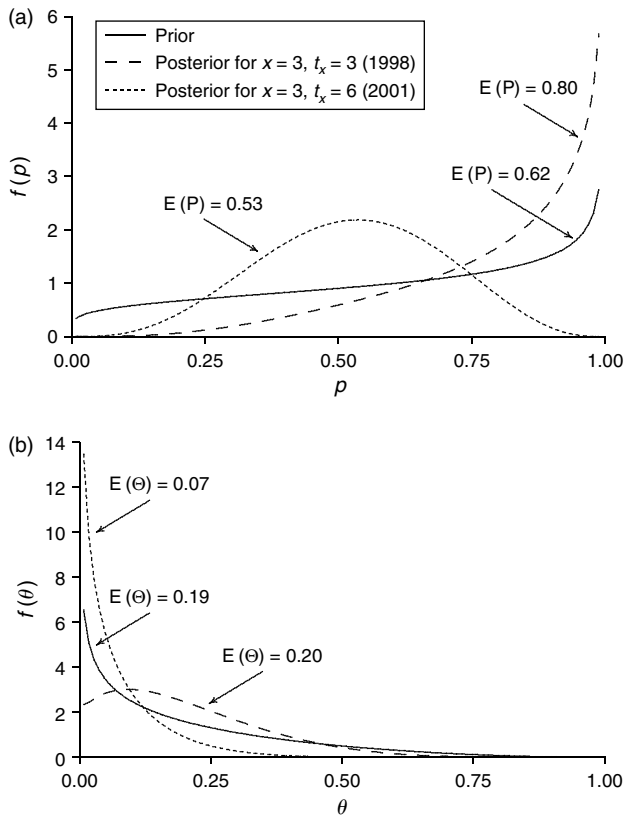 (a)
6
5
4
3
2
1
0
f (p)
Prior
Posterior for x = 3, tₓ = 3 (1998)
Posterior for x = 3, tₓ = 6 (2001)
E (P) = 0.80
E (P) = 0.62
E (P) = 0.53
0.00 0.25 0.50 0.75 1.00
p
(b)
14
12
10
8
6
4
2
0
f (θ)
E (Θ) = 0.07
E (Θ) = 0.19
E (Θ) = 0.20
0.00 0.25 0.50 0.75 1.00
θ